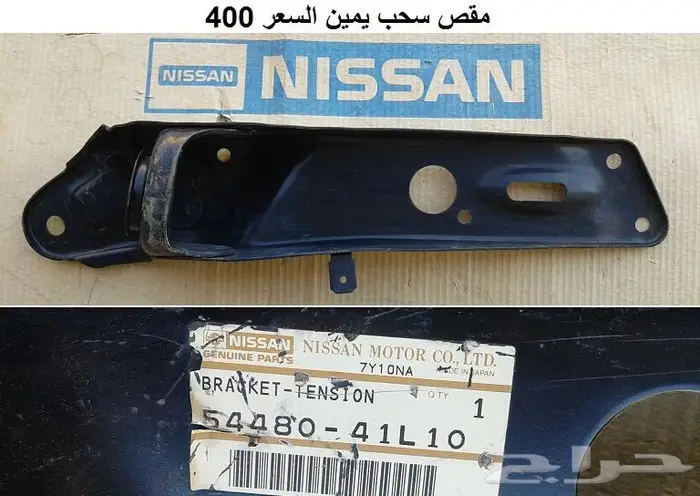 مقص سحب يمين السعر 400
NISSAN NISSAN
NISSAN
GENUINE PARTS
NISSAN MOTOR CO., LTD.
7Y10NA
MADE IN JAPAN
BRACKET-TENSION
QTY
1
54480-41L10
حراج